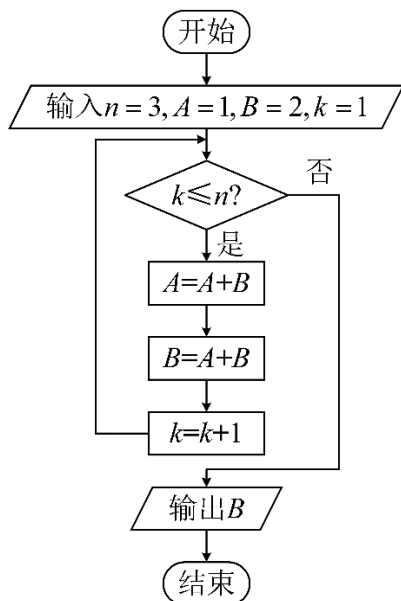 开始
输入n=3,A=1,B=2,k=1
k≤n?
否
是
A=A+B
B=A+B
k=k+1
输出B
结束